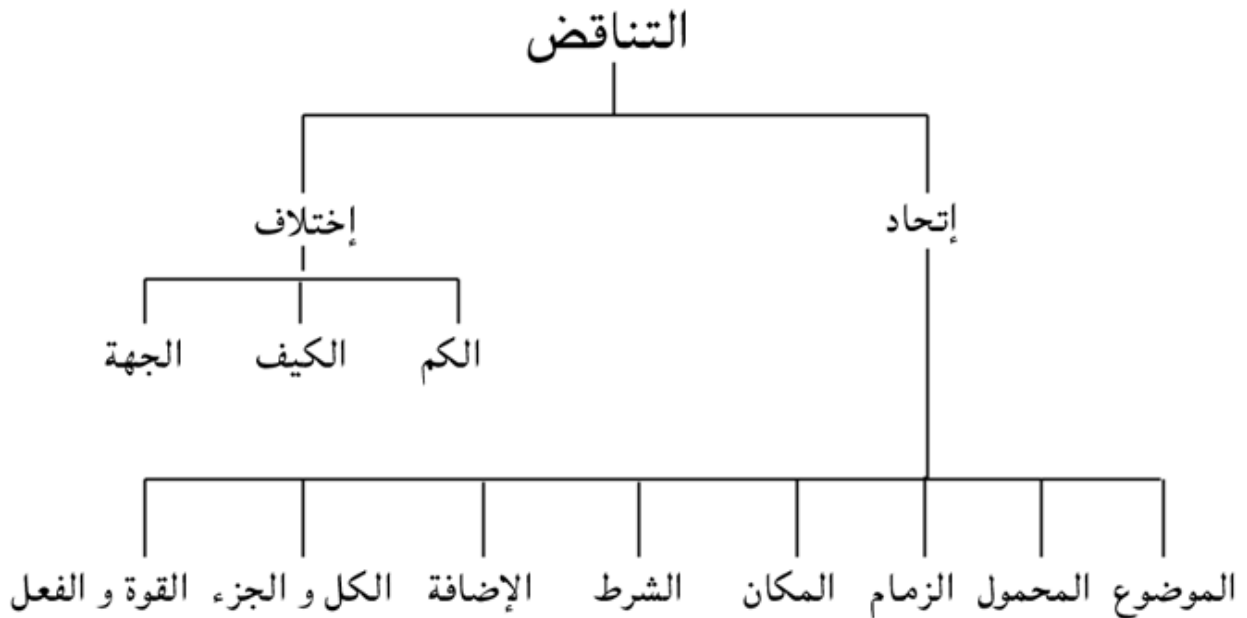 التناقض
إتحاد إختلاف
الكم الكيف الجهة
الموضوع المحمول الزمام المكان الشرط الإضافة الكل و الجزء القوة و الفعل